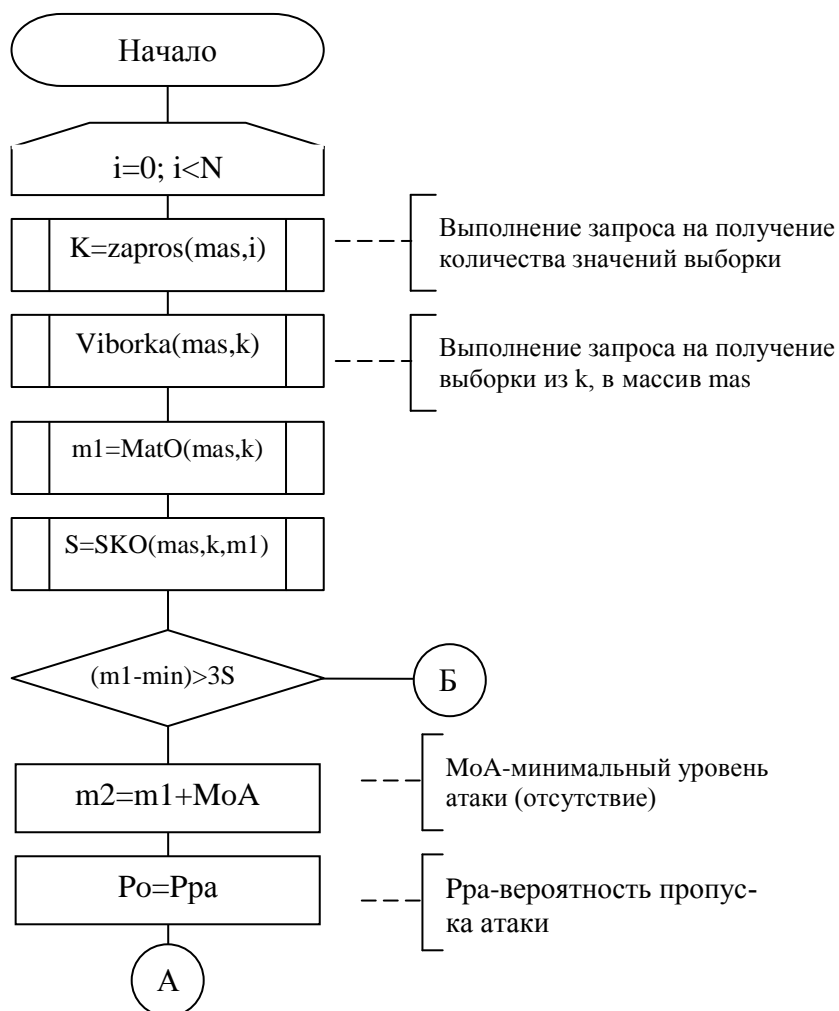 Начало
i=0; i<N
K=zapros(mas,i)
Выполнение запроса на получение
количества значений выборки
Viborka(mas,k)
Выполнение запроса на получение
выборки из k, в массив mas
m1=MatO(mas,k)
S=SKO(mas,k,m1)
(m1-min)>3S
Б
m2=m1+MoA
MoA-минимальный уровень
атаки (отсутствие)
Po=Ppa
Ppa-вероятность пропус-
ка атаки
А